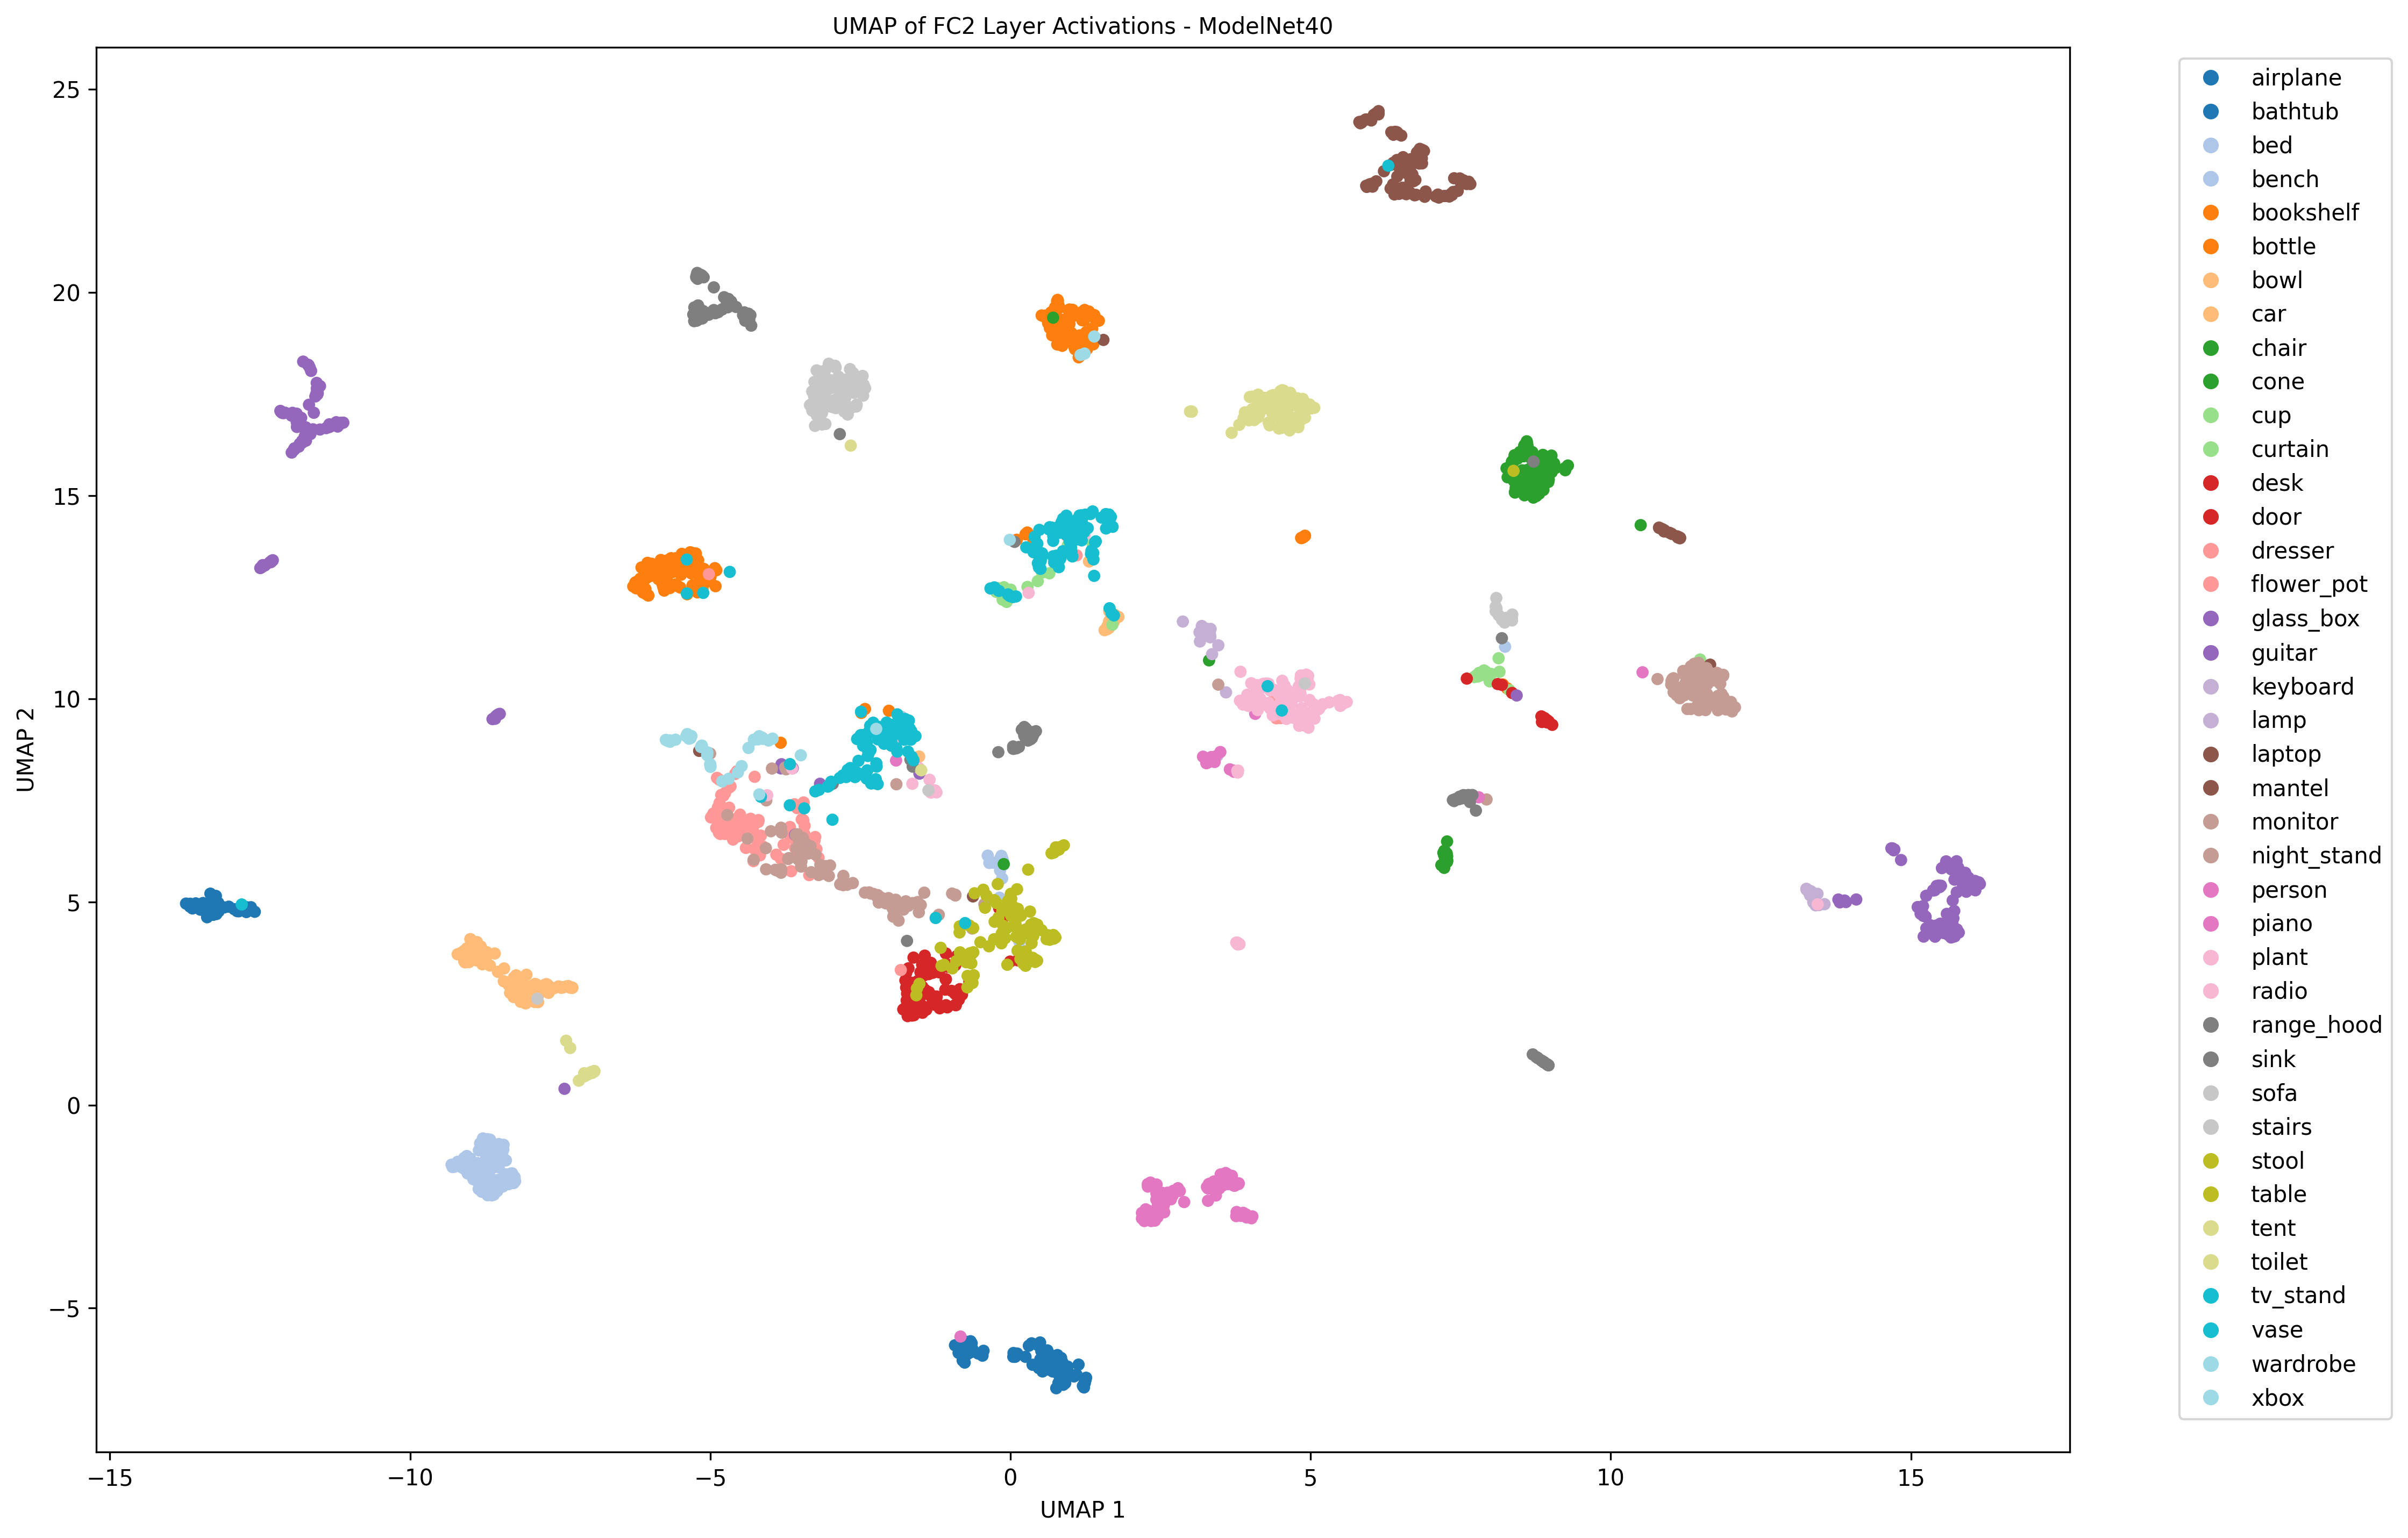 UMAP of FC2 Layer Activations - ModelNet40
25
20
15
10
5
0
−5
UMAP 2
−15
−10
−5
0
5
10
15
UMAP 1
airplane
bathtub
bed
bench
bookshelf
bottle
bowl
car
chair
cone
cup
curtain
desk
door
dresser
flower_pot
glass_box
guitar
keyboard
lamp
laptop
mantel
monitor
night_stand
person
piano
plant
radio
range_hood
sink
sofa
stairs
stool
table
tent
toilet
tv_stand
vase
wardrobe
xbox